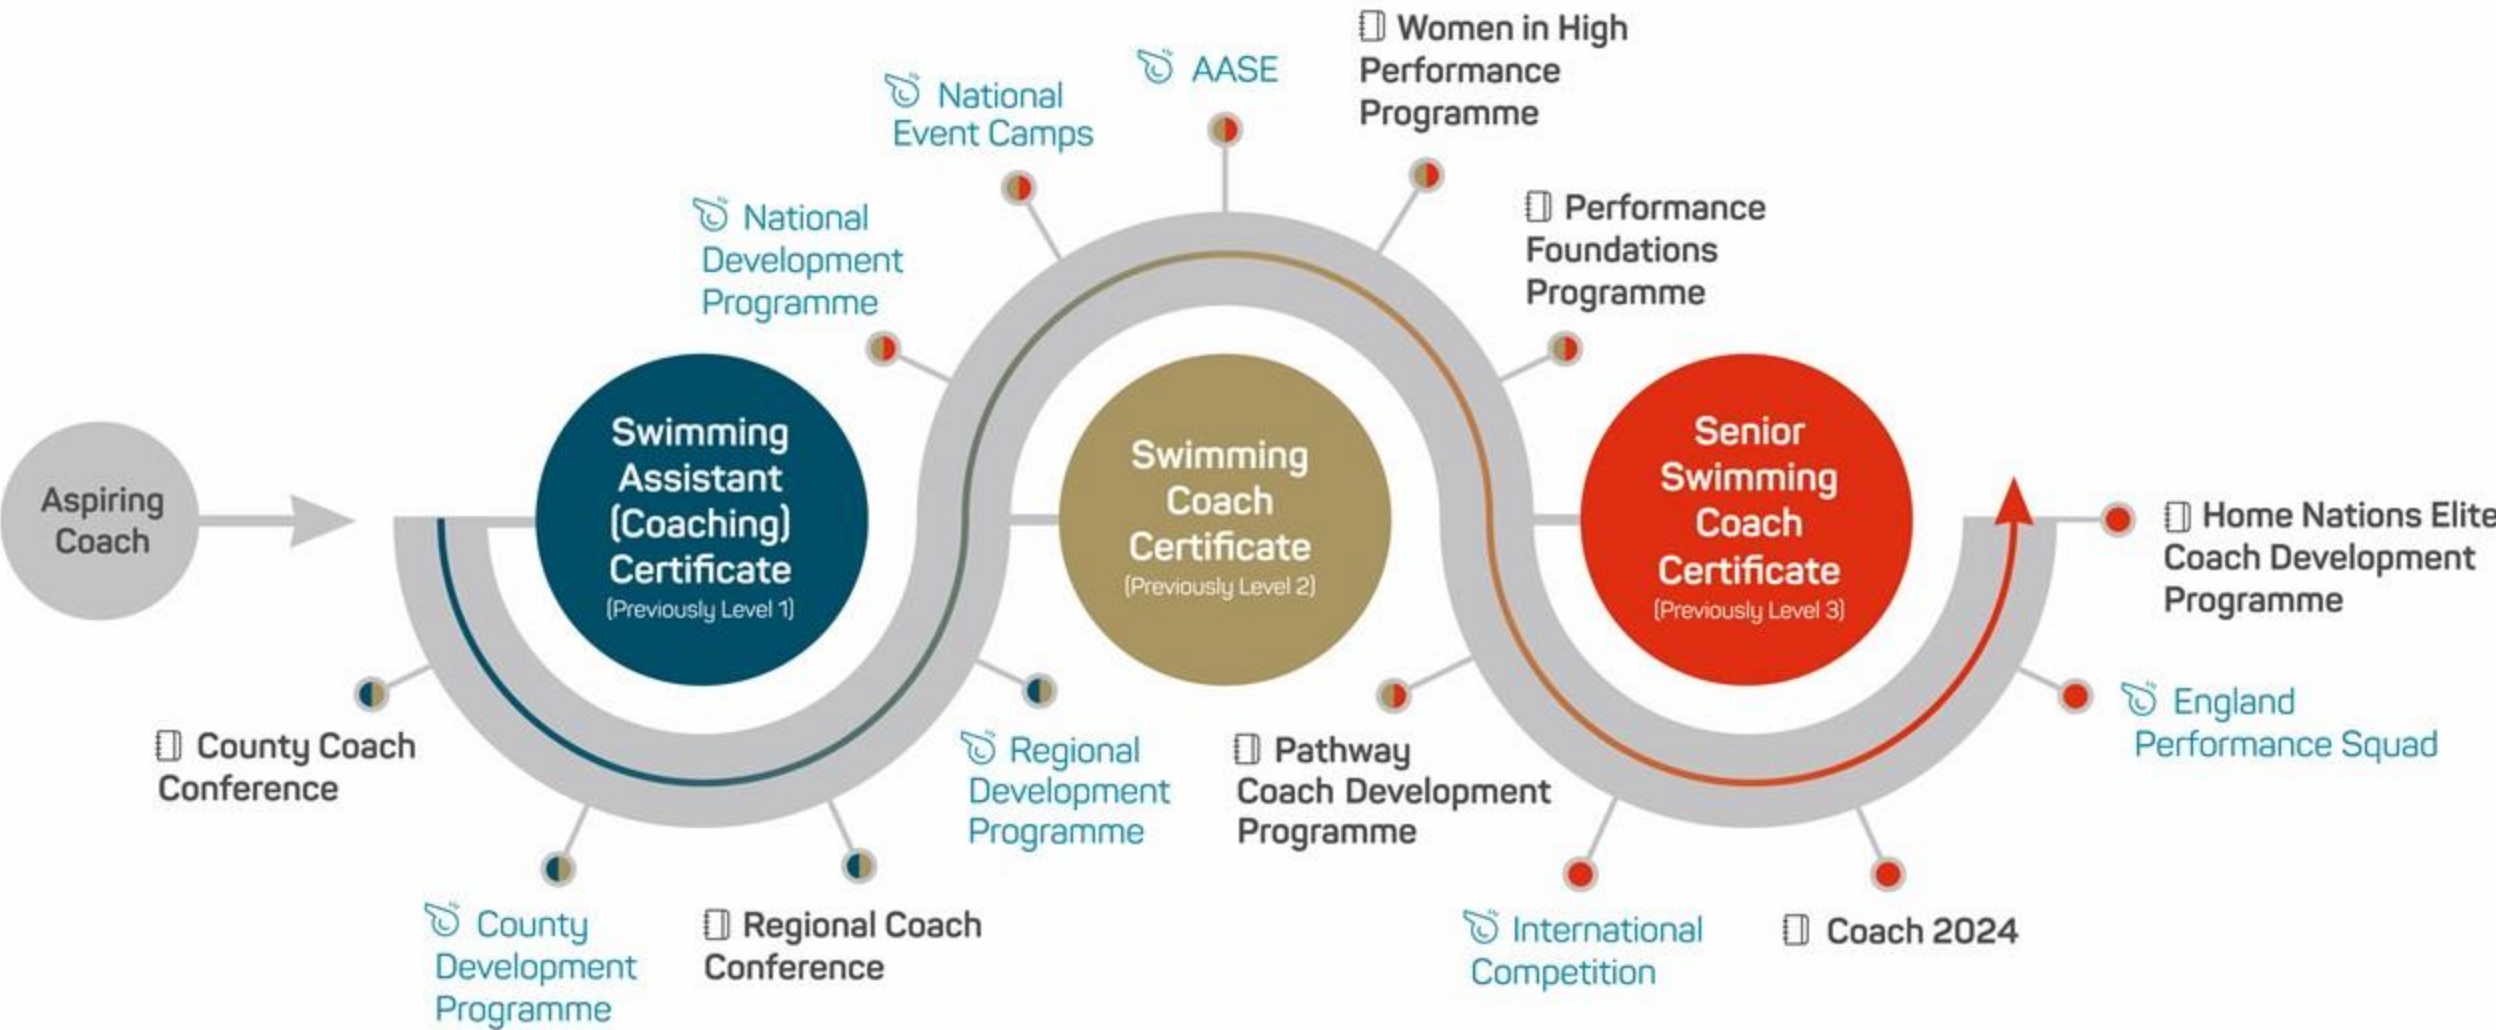 Aspiring
Coach
County Coach
Conference
County
Development
Programme
Swimming
Assistant
(Coaching)
Certificate
(Previously Level 1)
Regional Coach
Conference
Regional
Development
Programme
National
Development
Programme
National
Event Camps
AASE
Women in High
Performance
Programme
Performance
Foundations
Programme
Swimming
Coach
Certificate
(Previously Level 2)
Pathway
Coach Development
Programme
Senior
Swimming
Coach
Certificate
(Previously Level 3)
International
Competition
Coach 2024
England
Performance Squad
Home Nations Elite
Coach Development
Programme